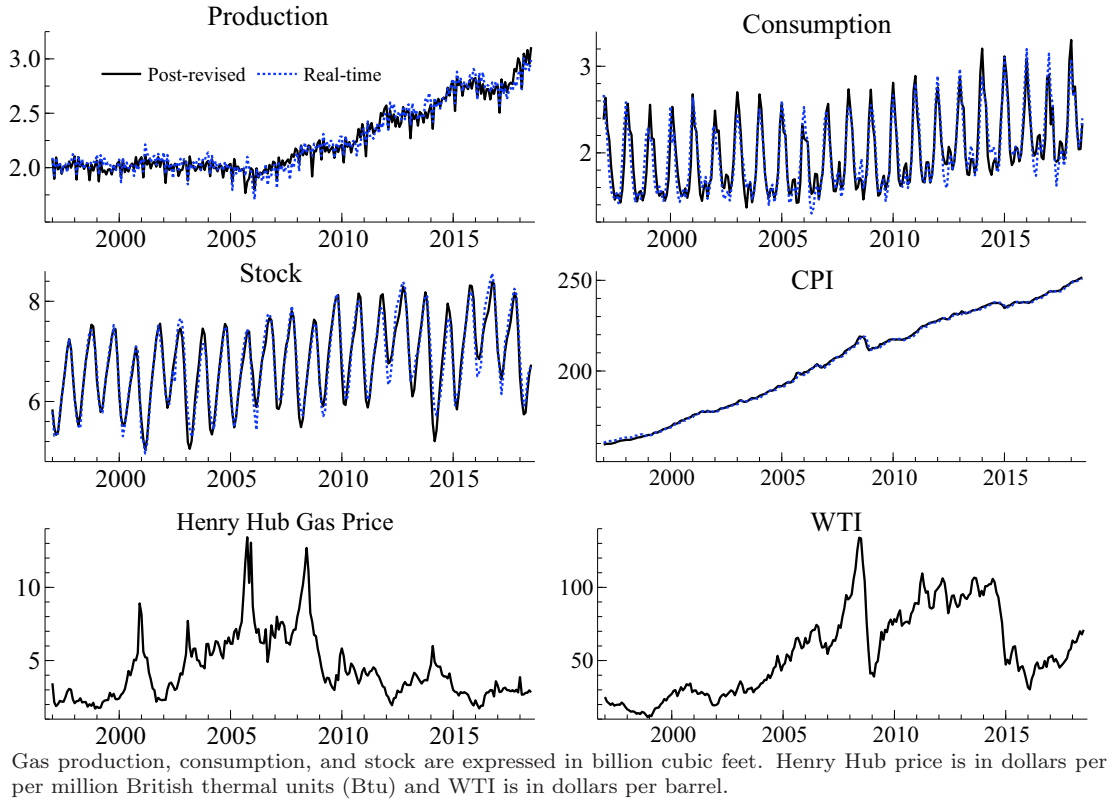 Production
Consumption
3.0
2.5
2.0
Post-revised
Real-time
3
2
2000 2005 2010 2015
2000 2005 2010 2015
Stock
CPI
8
6
250
200
2000 2005 2010 2015
2000 2005 2010 2015
Henry Hub Gas Price
WTI
10
5
100
50
2000 2005 2010 2015
2000 2005 2010 2015
Gas production, consumption, and stock are expressed in billion cubic feet. Henry Hub price is in dollars per
per million British thermal units (Btu) and WTI is in dollars per barrel.